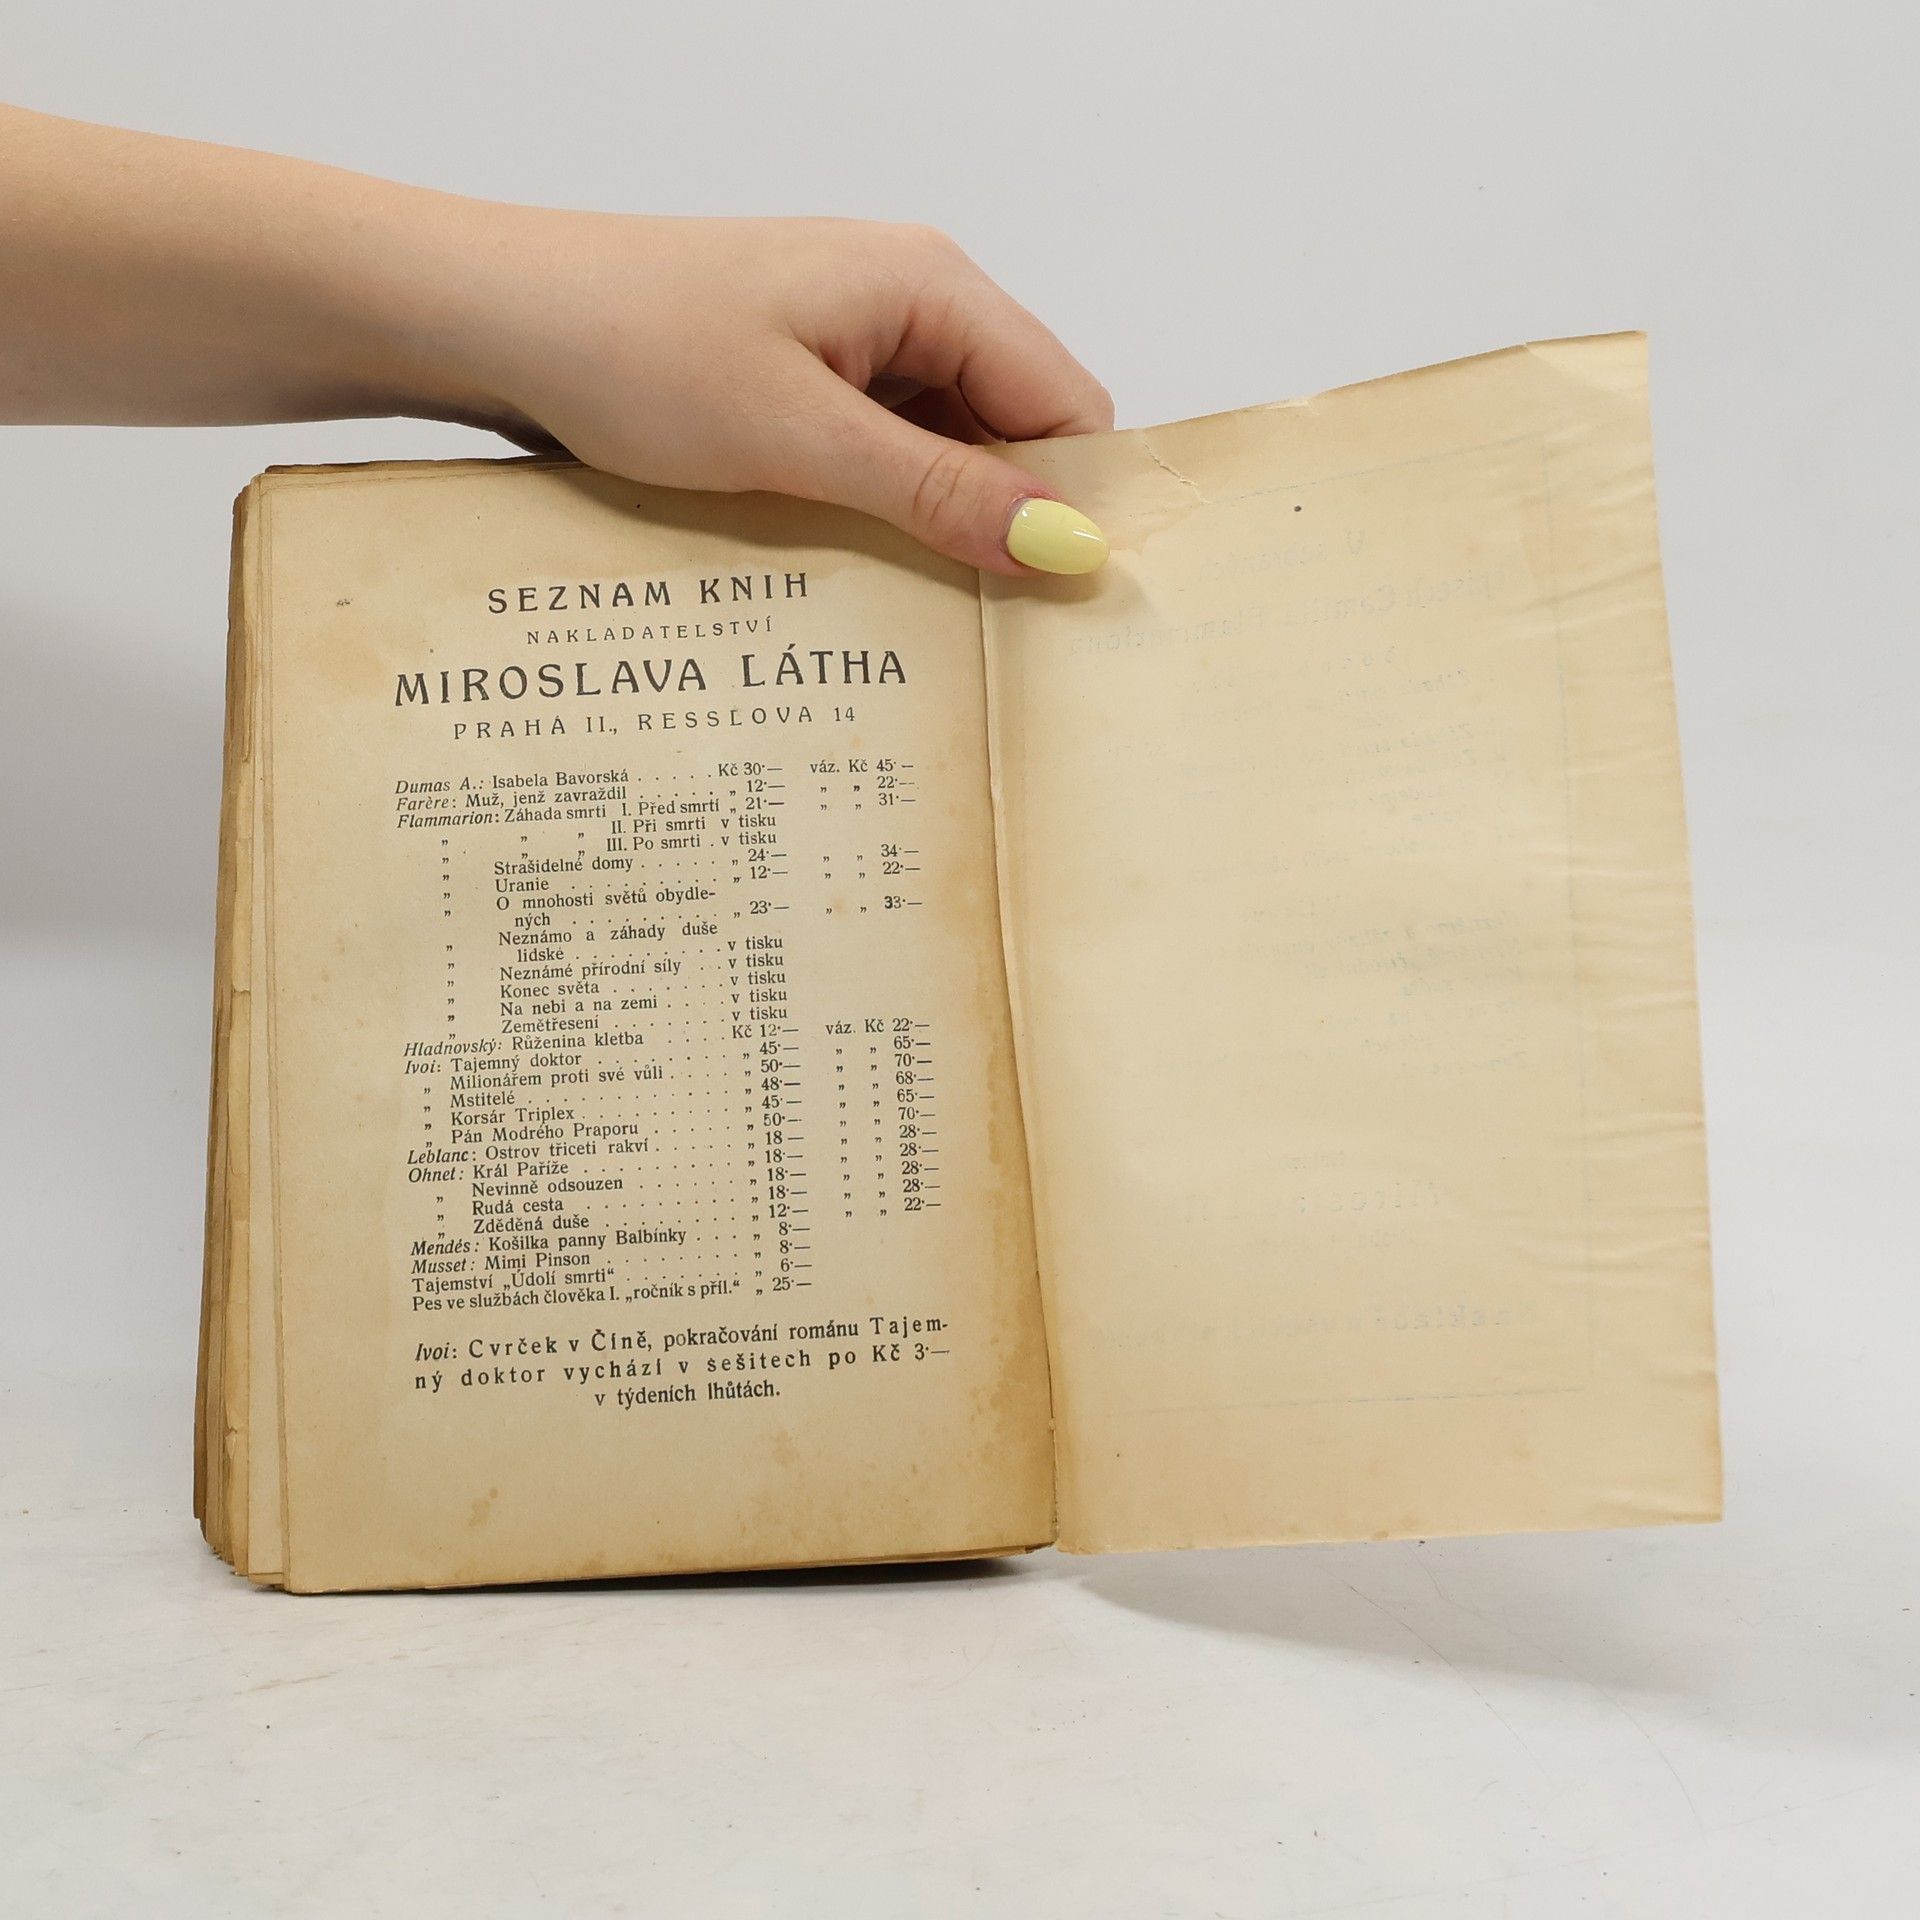 SEZNAM KNIH
NAKLADATELSTVÍ
MIROSLAVA LÁTHA
PRAHA II., RESSLOVA 14
Dumas A.: Isabela Bavorská . . . . . Kč 30·— váz. Kč 45·—
Farère: Muž, jenž zavraždil . . . . . . „ 12·— „ „ 22·—
Flammarion: Záhada smrti I. Před smrtí „ 21·— „ „ 31·—
„ „ „ II. Při smrti v tisku
„ „ „ III. Po smrti . v tisku
„ Strašidelné domy . . . . . „ 24·— „ „ 34·—
„ Uranie . . . . . . . . . „ 12·— „ „ 22·—
„ O mnohosti světů obydle-
ných . . . . . . . . . „ 23·— „ „ 33·—
„ Neznámo a záhady duše
lidské . . . . . . . . . v tisku
„ Neznámé přírodní síly . . v tisku
„ Konec světa . . . . . . . v tisku
„ Na nebi a na zemi . . . . v tisku
„ Zemětřesení . . . . . . . v tisku
Hladnovský: Růženina kletba . . . . Kč 12·— váz. Kč 22·—
Ivoi: Tajemný doktor . . . . . . . . „ 45·— „ „ 65·—
„ Milionářem proti své vůli . . . . „ 50·— „ „ 70·—
„ Mstitelé . . . . . . . . . . . . „ 48·— „ „ 68·—
„ Korsár Triplex . . . . . . . . . „ 45·— „ „ 65·—
„ Pán Modrého Praporu . . . . . „ 50·— „ „ 70·—
Leblanc: Ostrov třiceti rakví . . . . . „ 18 — „ „ 28·—
Ohnet: Král Paříže . . . . . . . . . „ 18·— „ „ 28·—
„ Nevinně odsouzen . . . . . . „ 18·— „ „ 28·—
„ Rudá cesta . . . . . . . . . „ 18·— „ „ 28·—
„ Zděděná duše . . . . . . . . „ 12·— „ „ 22·—
Mendés: Košilka panny Balbínky . . . „ 8·—
Musset: Mimi Pinson . . . . . . . . „ 8·—
Tajemství „Údolí smrti“ . . . . . . . „ 6·—
Pes ve službách člověka I. „ročník s příl.“ „ 25·—
Ivoi: Cvrček v Číně, pokračování románu Tajem-
ný doktor vychází v sešitech po Kč 3·—
v týdeních lhůtách.